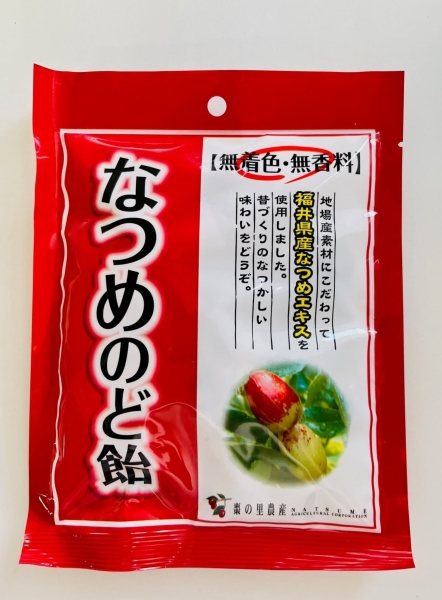 なつめのど飴
【無着色・無香料】
地場産素材にこだわって
福井県産なつめエキスを
使用しました。
昔づくりのなつかしい
味わいをどうぞ。
棗の里農産
NATSUME
AGRICULTURAL CORPORATION